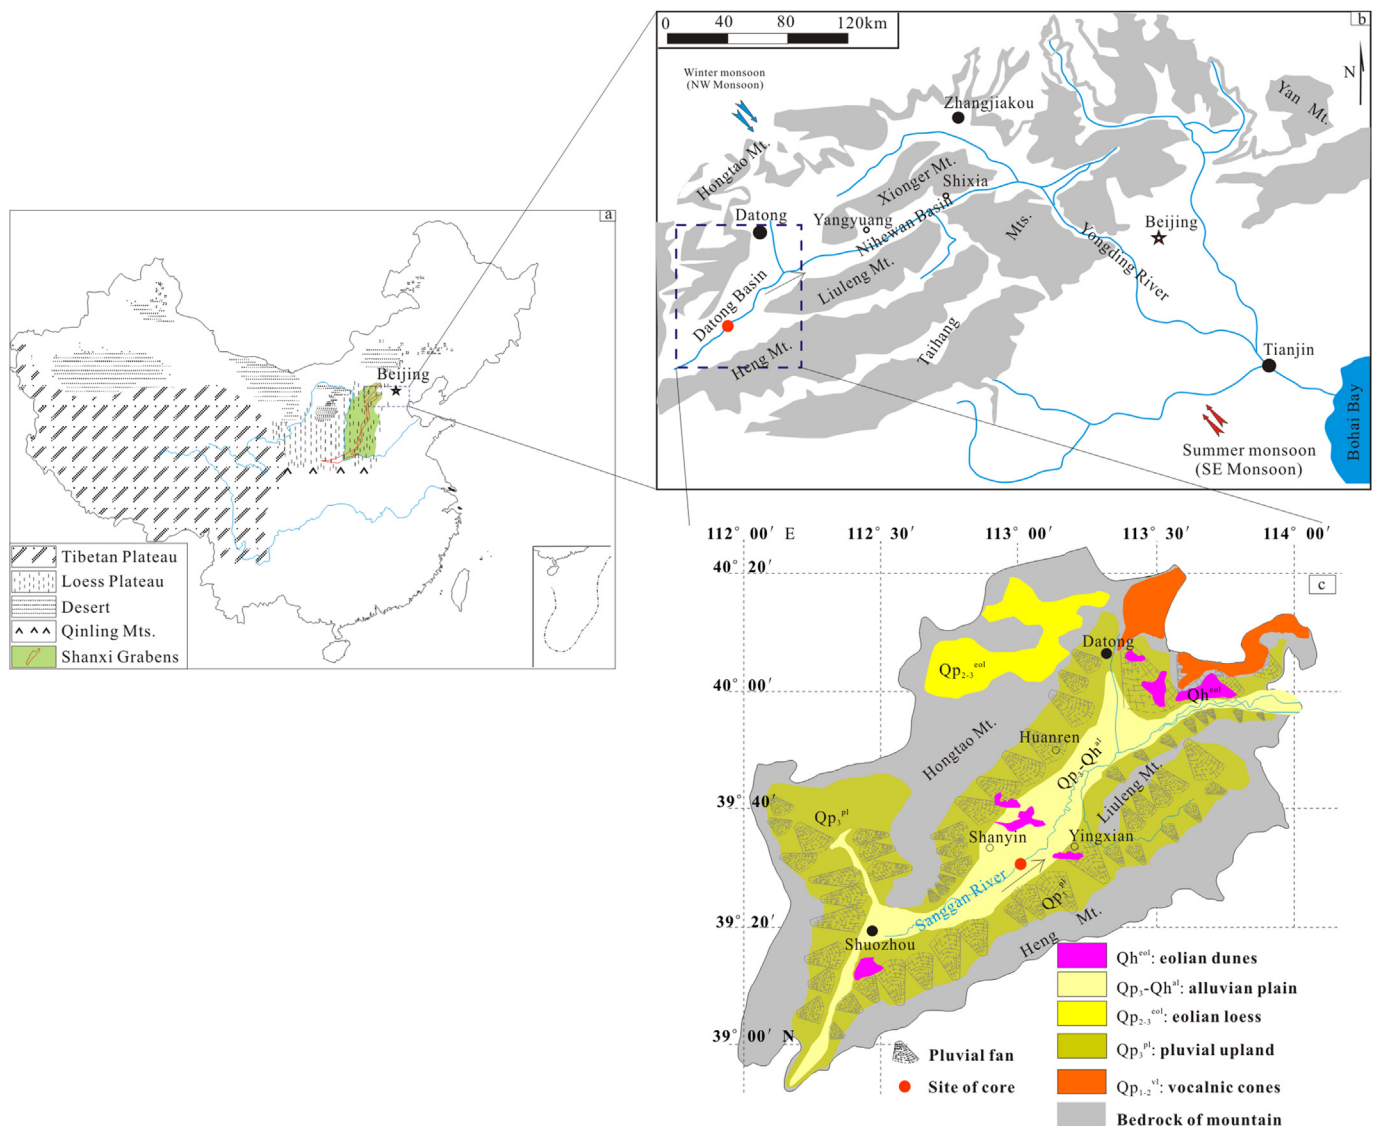 a
Beijing
Tibetan Plateau
Loess Plateau
Desert
Qinling Mts.
Shanxi Grabens
0 40 80 120km
b
Winter monsoon
(NW Monsoon)
N
Zhangjiakou
Yan Mt.
Hongtao Mt.
Xionger Mt.
Shixia
Datong
Yangyuang
Nihewan Basin
Mts.
Beijing
Yongding River
Datong Basin
Liuleng Mt.
Heng Mt.
Taihang
Tianjin
Summer monsoon
(SE Monsoon)
Bohai Bay
112° 00′ E 112° 30′ 113° 00′ 113° 30′ 114° 00′
40° 20′
c
Datong
Qp2-3eol
40° 00′
Qheol
Huanren
Hongtao Mt.
Qp3-Qhal
Liuleng Mt.
39° 40′
Qp3pl
Shanyin
Yingxian
Sanggan River
Qp3pl
39° 20′
Heng Mt.
Shuozhou
39° 00′ N
Qheol: eolian dunes
Qp3-Qhal: alluvian plain
Qp2-3eol: eolian loess
Qp3pl: pluvial upland
Qp1-2vl: vocalnic cones
Bedrock of mountain
Pluvial fan
Site of core